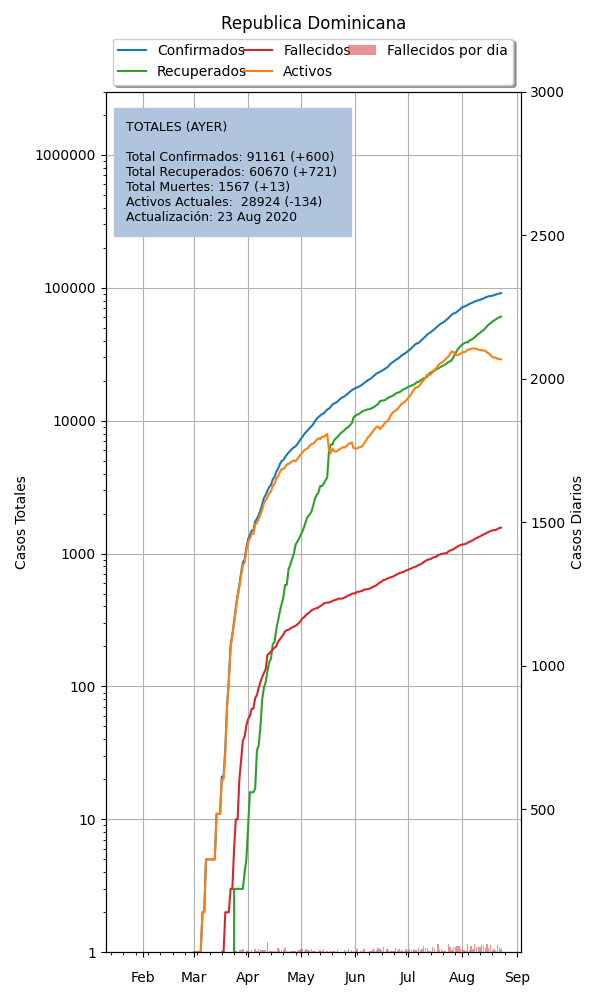 Republica Dominicana
Confirmados Fallecidos Fallecidos por dia
Recuperados Activos
TOTALES (AYER)
Total Confirmados: 91161 (+600)
Total Recuperados: 60670 (+721)
Total Muertes: 1567 (+13)
Activos Actuales:  28924 (-134)
Actualización: 23 Aug 2020
Casos Totales
1000000
100000
10000
1000
100
10
1
3000
2500
2000
1500
1000
500
Casos Diarios
Feb Mar Apr May Jun Jul Aug Sep